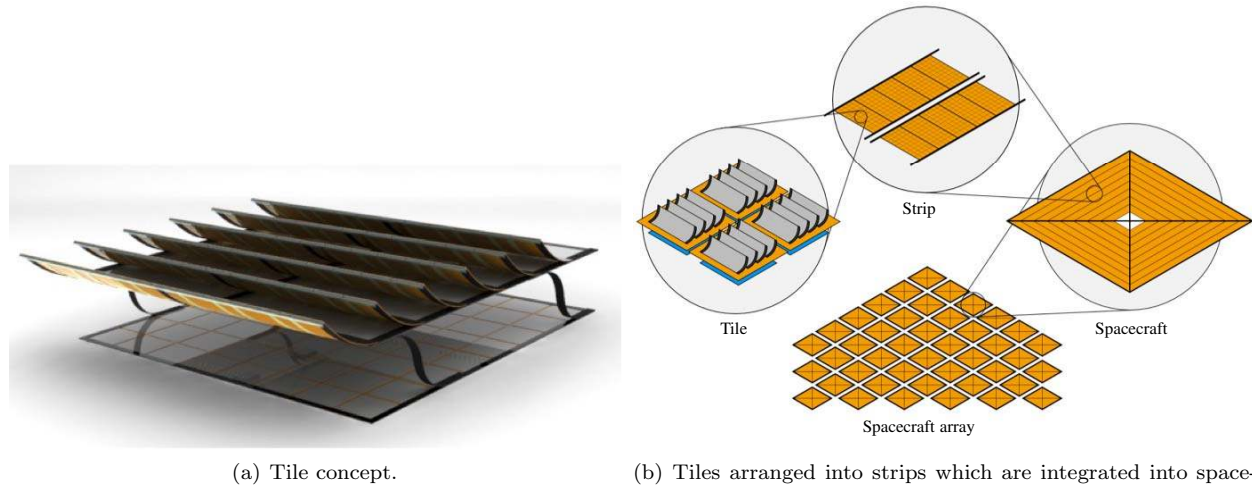 Strip
Tile
Spacecraft
Spacecraft array
(a) Tile concept.
(b) Tiles arranged into strips which are integrated into space-